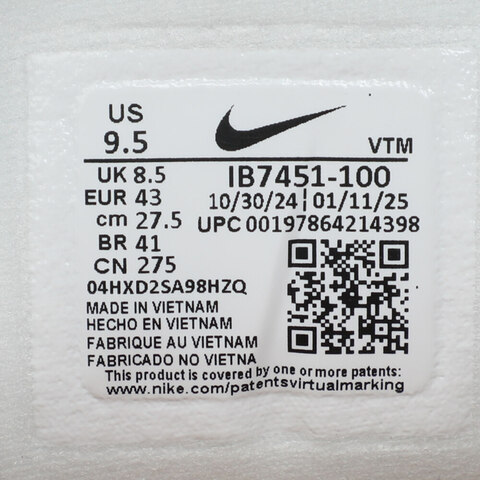 US
9.5
VTM
UK 8.5
EUR 43
cm 27.5
BR 41
CN 275
IB7451-100
10/30/24 | 01/11/25
UPC 00197864214398
04HXD2SA98HZQ
MADE IN VIETNAM
HECHO EN VIETNAM
FABRIQUE AU VIETNAM
FABRICADO NO VIETNA
This product is covered by one or more patents:
www.nike.com/patentsvirtualmarking